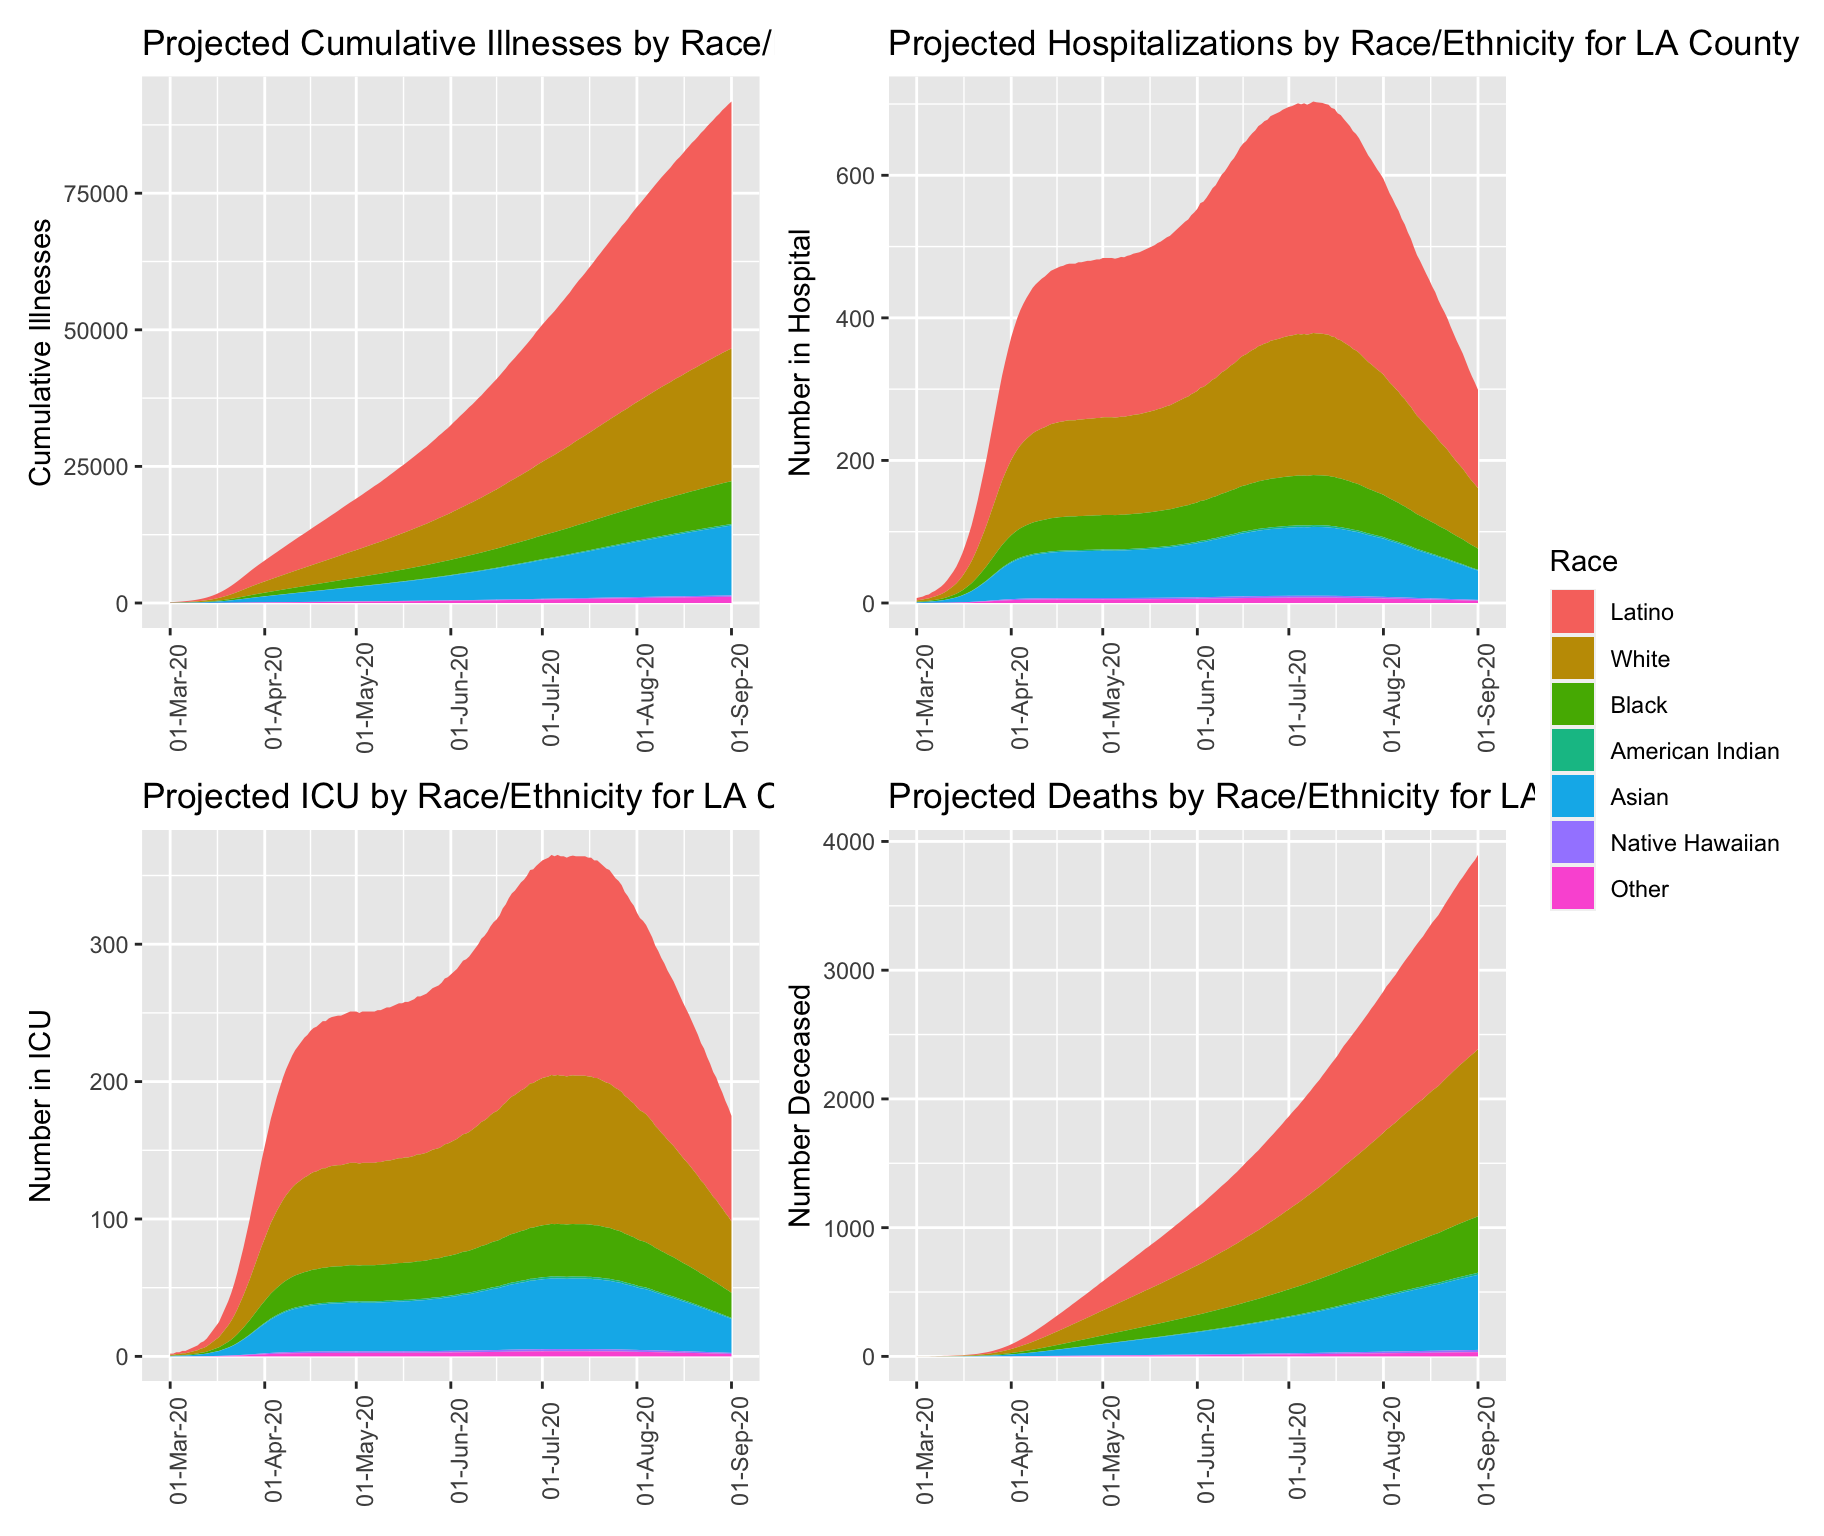 Projected Cumulative Illnesses by Race/
Cumulative Illnesses
75000
50000
25000
0
01-Mar-20
01-Apr-20
01-May-20
01-Jun-20
01-Jul-20
01-Aug-20
01-Sep-20
Projected Hospitalizations by Race/Ethnicity for LA County
Number in Hospital
600
400
200
0
01-Mar-20
01-Apr-20
01-May-20
01-Jun-20
01-Jul-20
01-Aug-20
01-Sep-20
Projected ICU by Race/Ethnicity for LA C
Number in ICU
300
200
100
0
01-Mar-20
01-Apr-20
01-May-20
01-Jun-20
01-Jul-20
01-Aug-20
01-Sep-20
Projected Deaths by Race/Ethnicity for LA
Number Deceased
4000
3000
2000
1000
0
01-Mar-20
01-Apr-20
01-May-20
01-Jun-20
01-Jul-20
01-Aug-20
01-Sep-20
Race
Latino
White
Black
American Indian
Asian
Native Hawaiian
Other